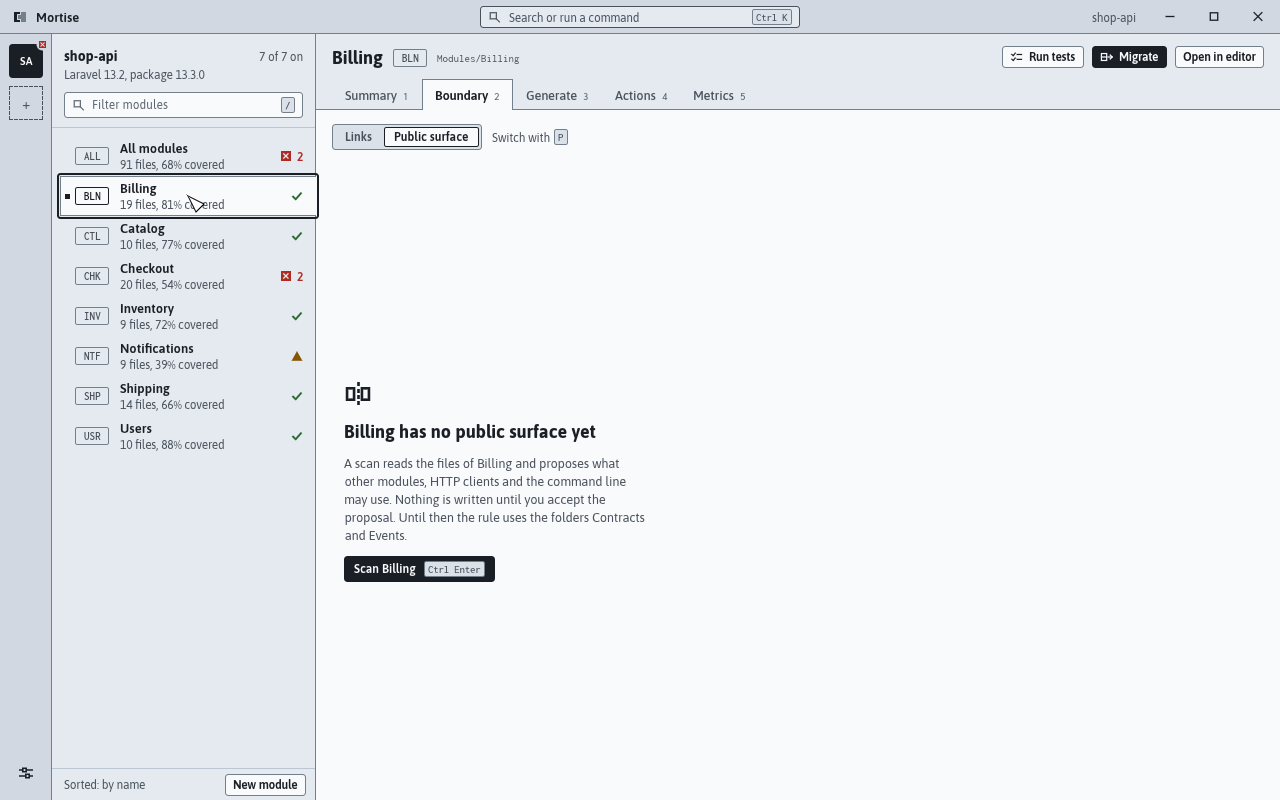 Mortise
Search or run a command
Ctrl K
shop-api
SA
+
shop-api
7 of 7 on
Laravel 13.2, package 13.3.0
Filter modules
/
ALL
All modules
91 files, 68% covered
2
BLN
Billing
19 files, 81% covered
CTL
Catalog
10 files, 77% covered
CHK
Checkout
20 files, 54% covered
2
INV
Inventory
9 files, 72% covered
NTF
Notifications
9 files, 39% covered
SHP
Shipping
14 files, 66% covered
USR
Users
10 files, 88% covered
Sorted: by name
New module
Billing
BLN
Modules/Billing
Run tests
Migrate
Open in editor
Summary 1
Boundary 2
Generate 3
Actions 4
Metrics 5
Links
Public surface
Switch with P
Billing has no public surface yet
A scan reads the files of Billing and proposes what
other modules, HTTP clients and the command line
may use. Nothing is written until you accept the
proposal. Until then the rule uses the folders Contracts
and Events.
Scan Billing
Ctrl Enter